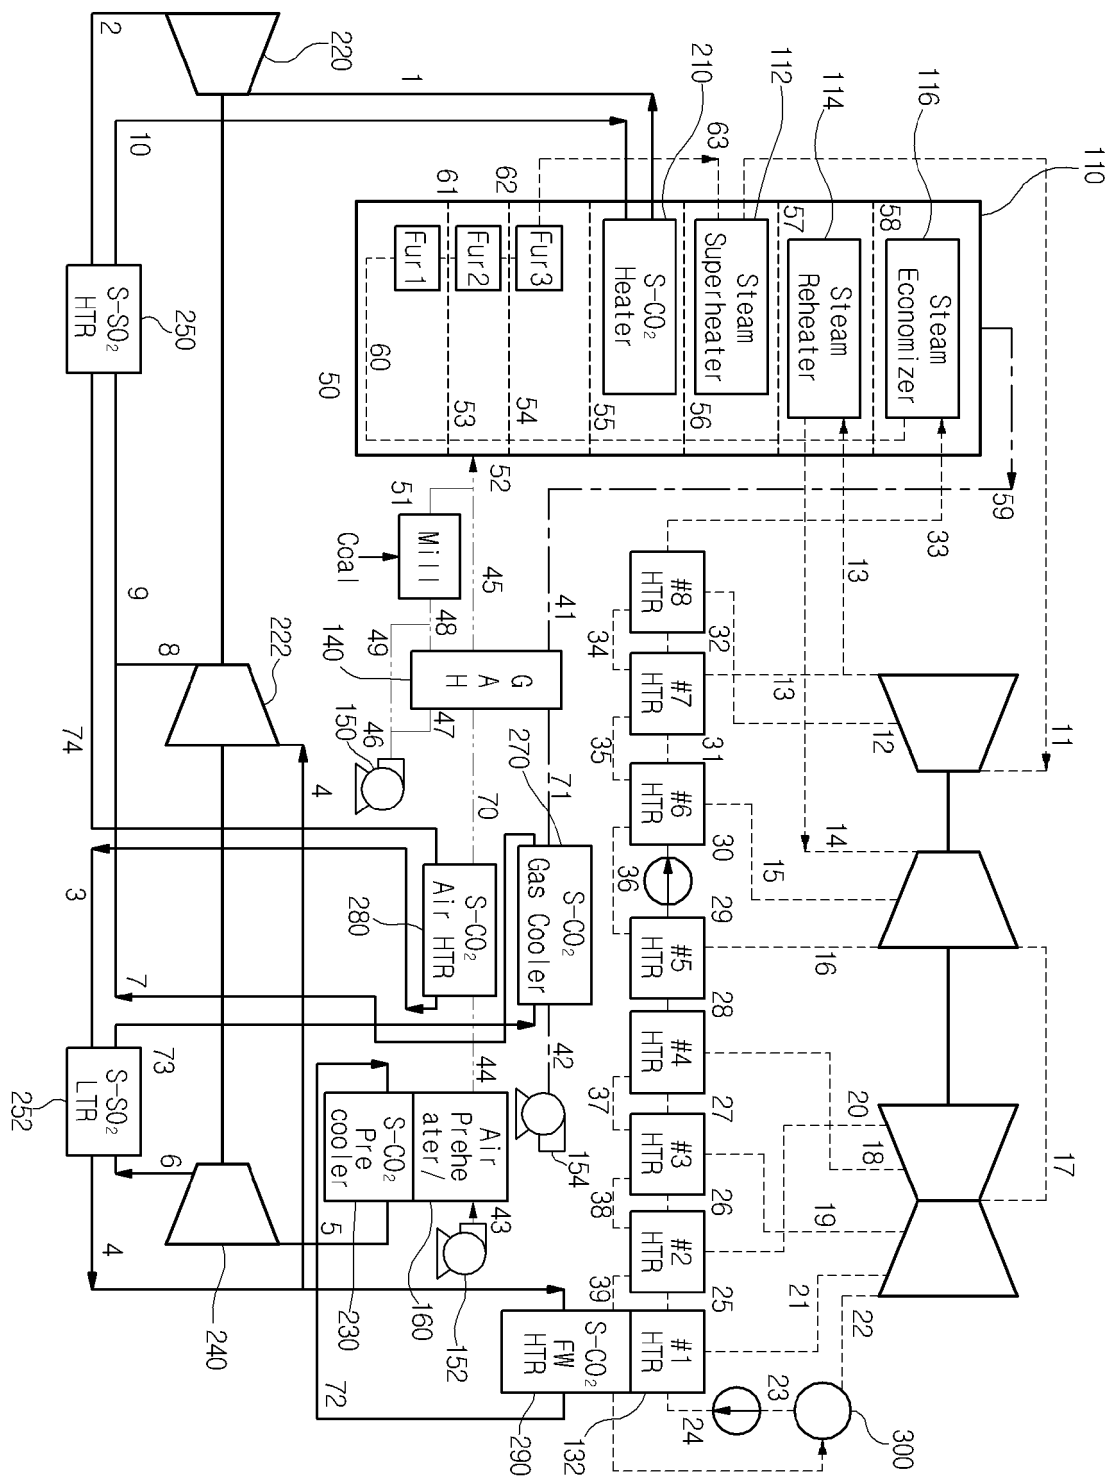 110
11
17
59
116
33
58
Steam
Economizer
12
20
18
19
21
22
300
114
57
Steam
Reheater
13
14
16
15
23
112
63
Steam
Superheater
56
13
32
31
30
29
28
27
26
25
24
#8
HTR
#7
HTR
#6
HTR
#5
HTR
#4
HTR
#3
HTR
#2
HTR
#1
HTR
132
34
35
36
37
38
39
210
S-CO2
Heater
55
41
71
270
S-CO2
Gas Cooler
42
154
S-CO2
FW
HTR
290
62
61
Fur3
Fur2
Fur1
54
53
60
50
52
51
45
Mill
Ccal
48
49
G
A
H
140
47
46
150
70
S-CO2
Air HTR
280
44
Air
Prehe
ater/
S-CO2
Pre
cooler
43
152
160
230
72
1
220
2
10
S-SO2
HTR
250
9
8
222
74
4
3
7
73
S-SO2
LTR
252
6
5
240
4